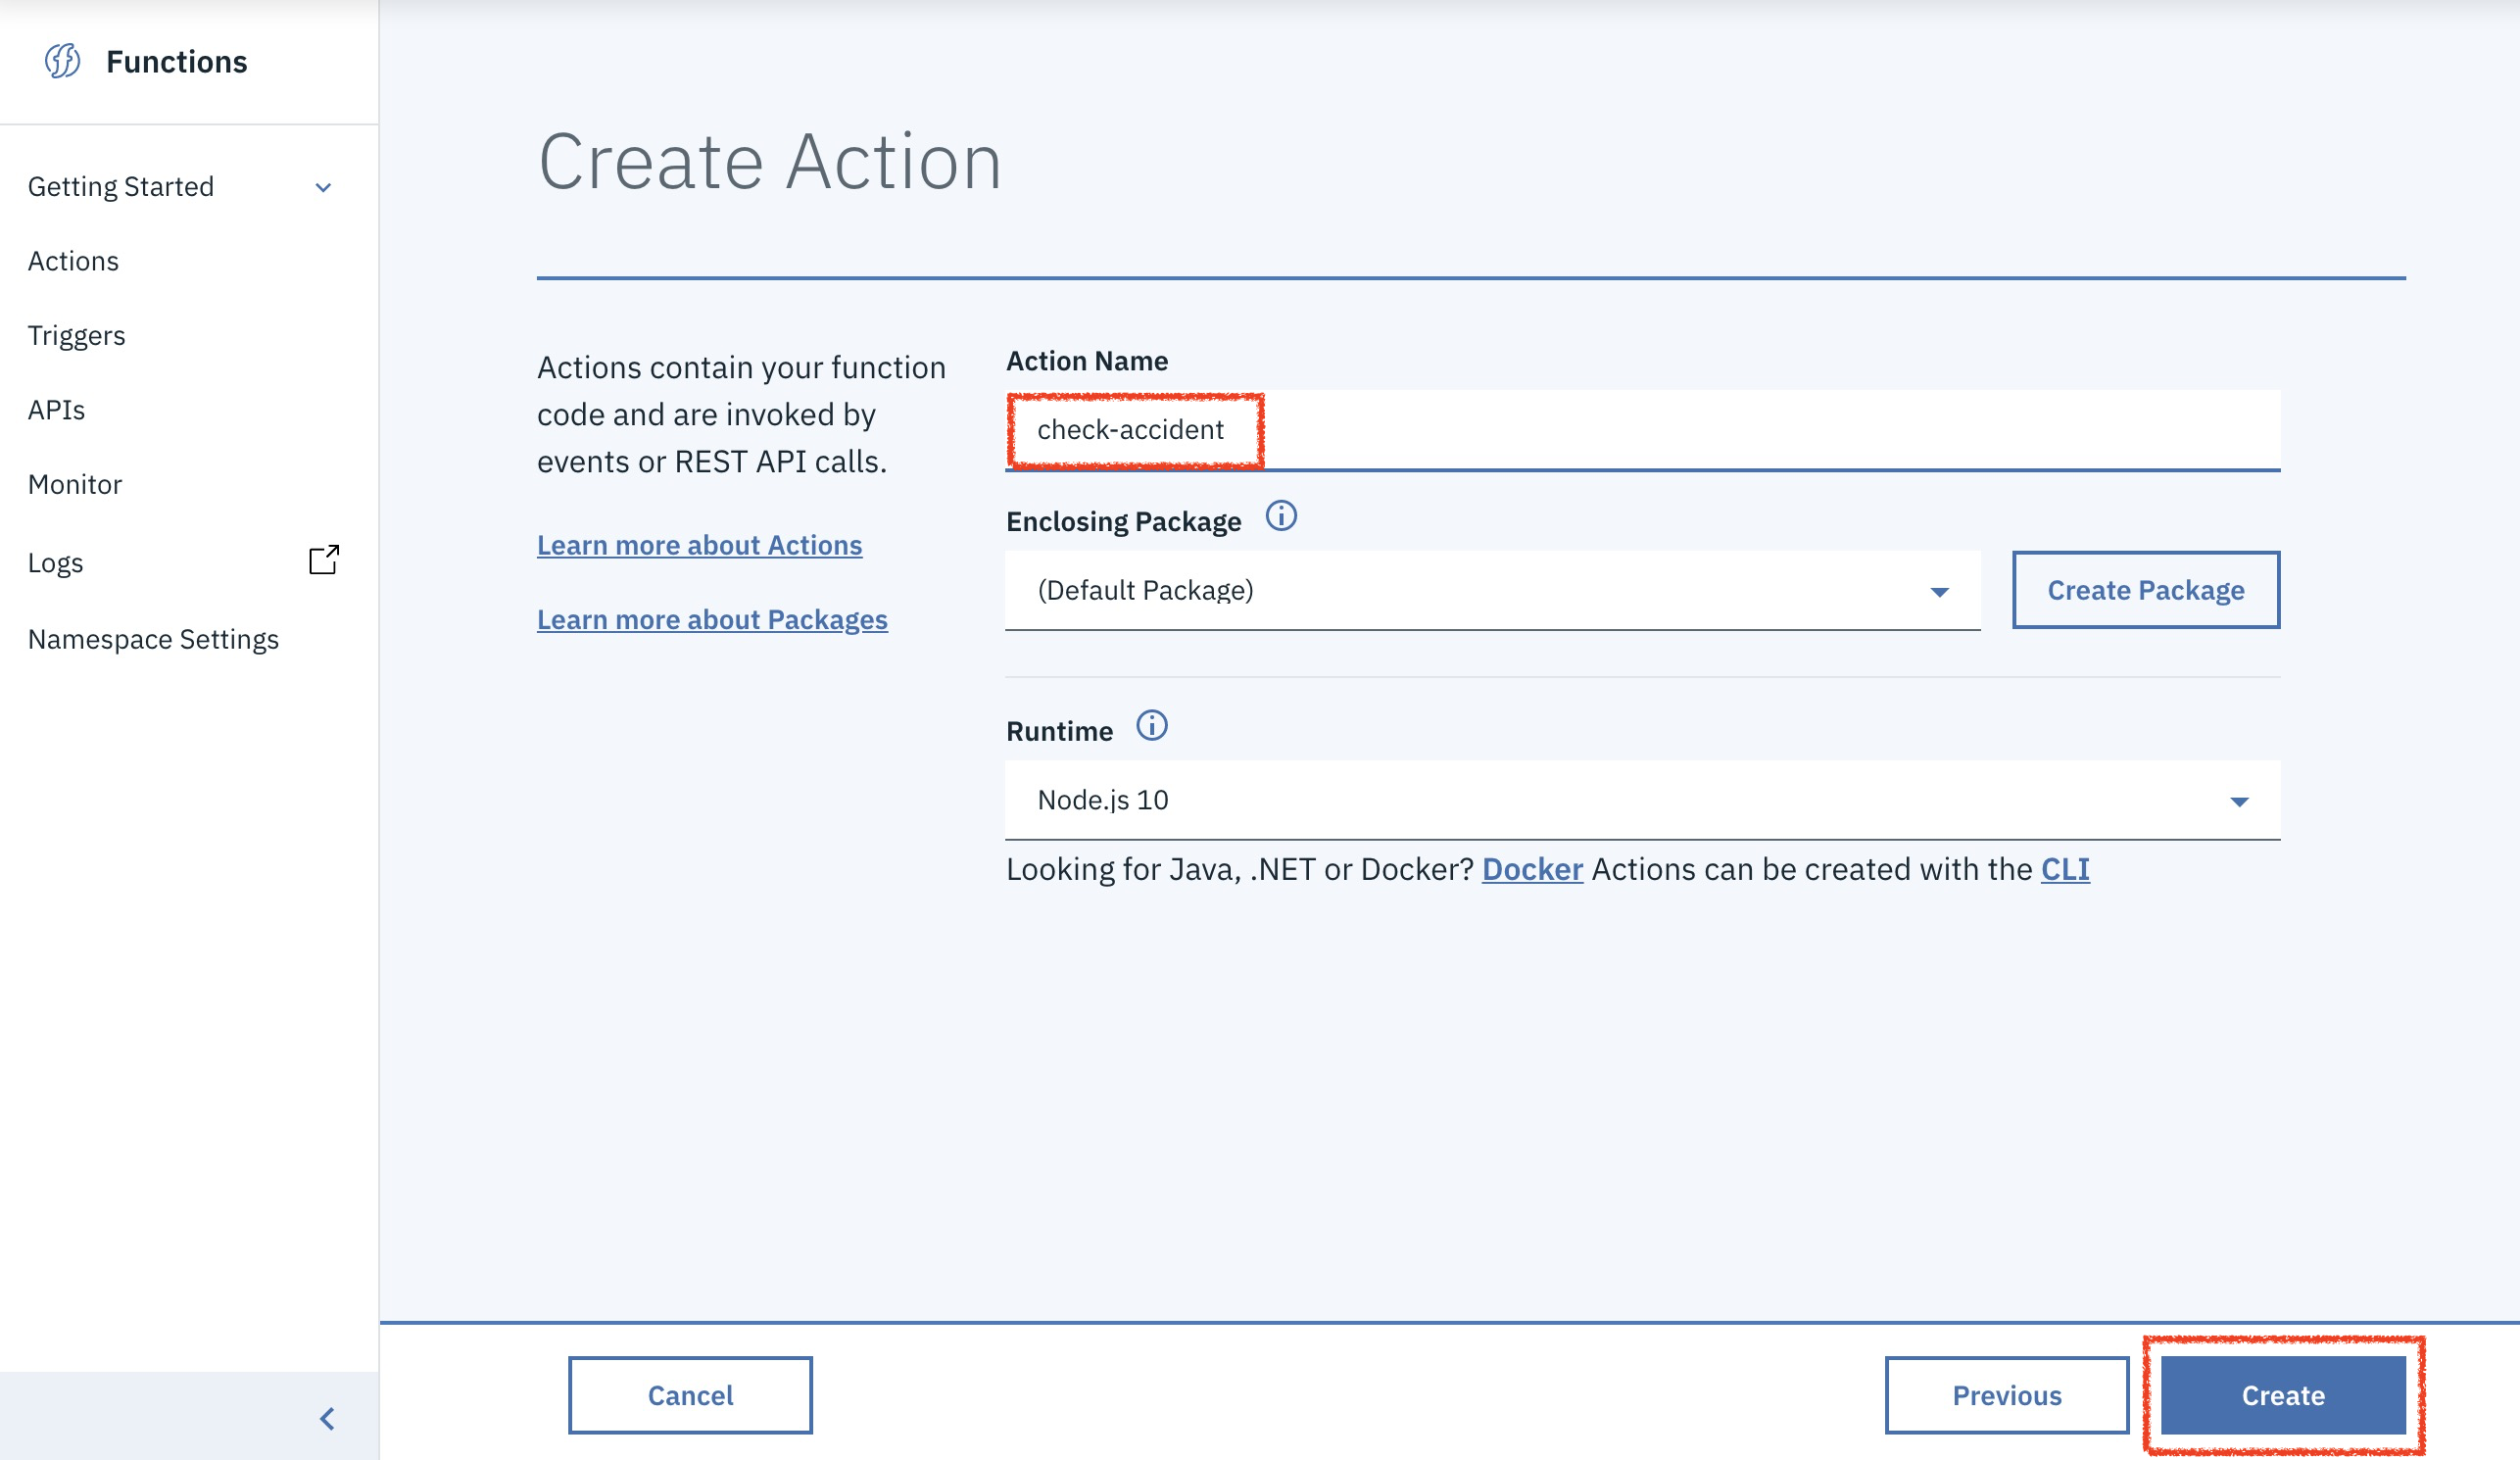 Functions
Getting Started
Actions
Triggers
APIs
Monitor
Logs
Namespace Settings
Create Action
Actions contain your function
code and are invoked by
events or REST API calls.
Learn more about Actions
Learn more about Packages
Action Name
check-accident
Enclosing Package
(Default Package)
Create Package
Runtime
Node.js 10
Looking for Java, .NET or Docker? Docker Actions can be created with the CLI
Cancel
Previous
Create